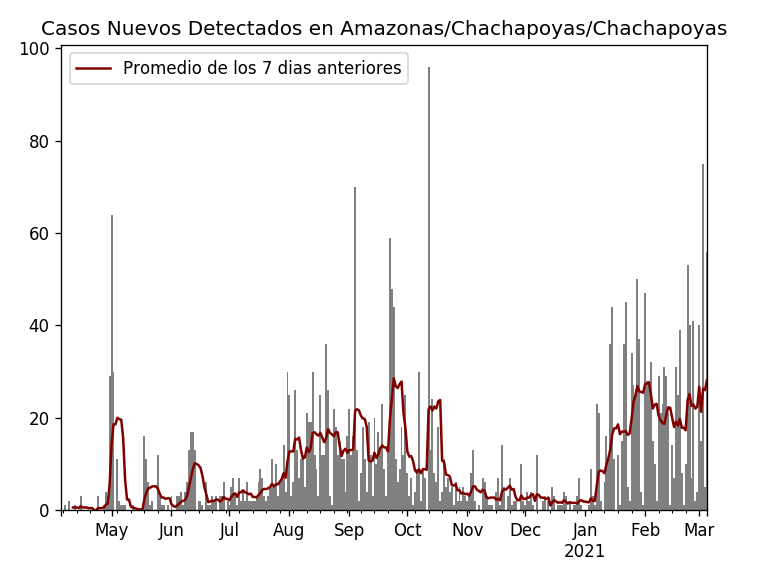 Casos Nuevos Detectados en Amazonas/Chachapoyas/Chachapoyas
Promedio de los 7 dias anteriores
100
80
60
40
20
0
May Jun Jul Aug Sep Oct Nov Dec Jan Feb Mar
2021